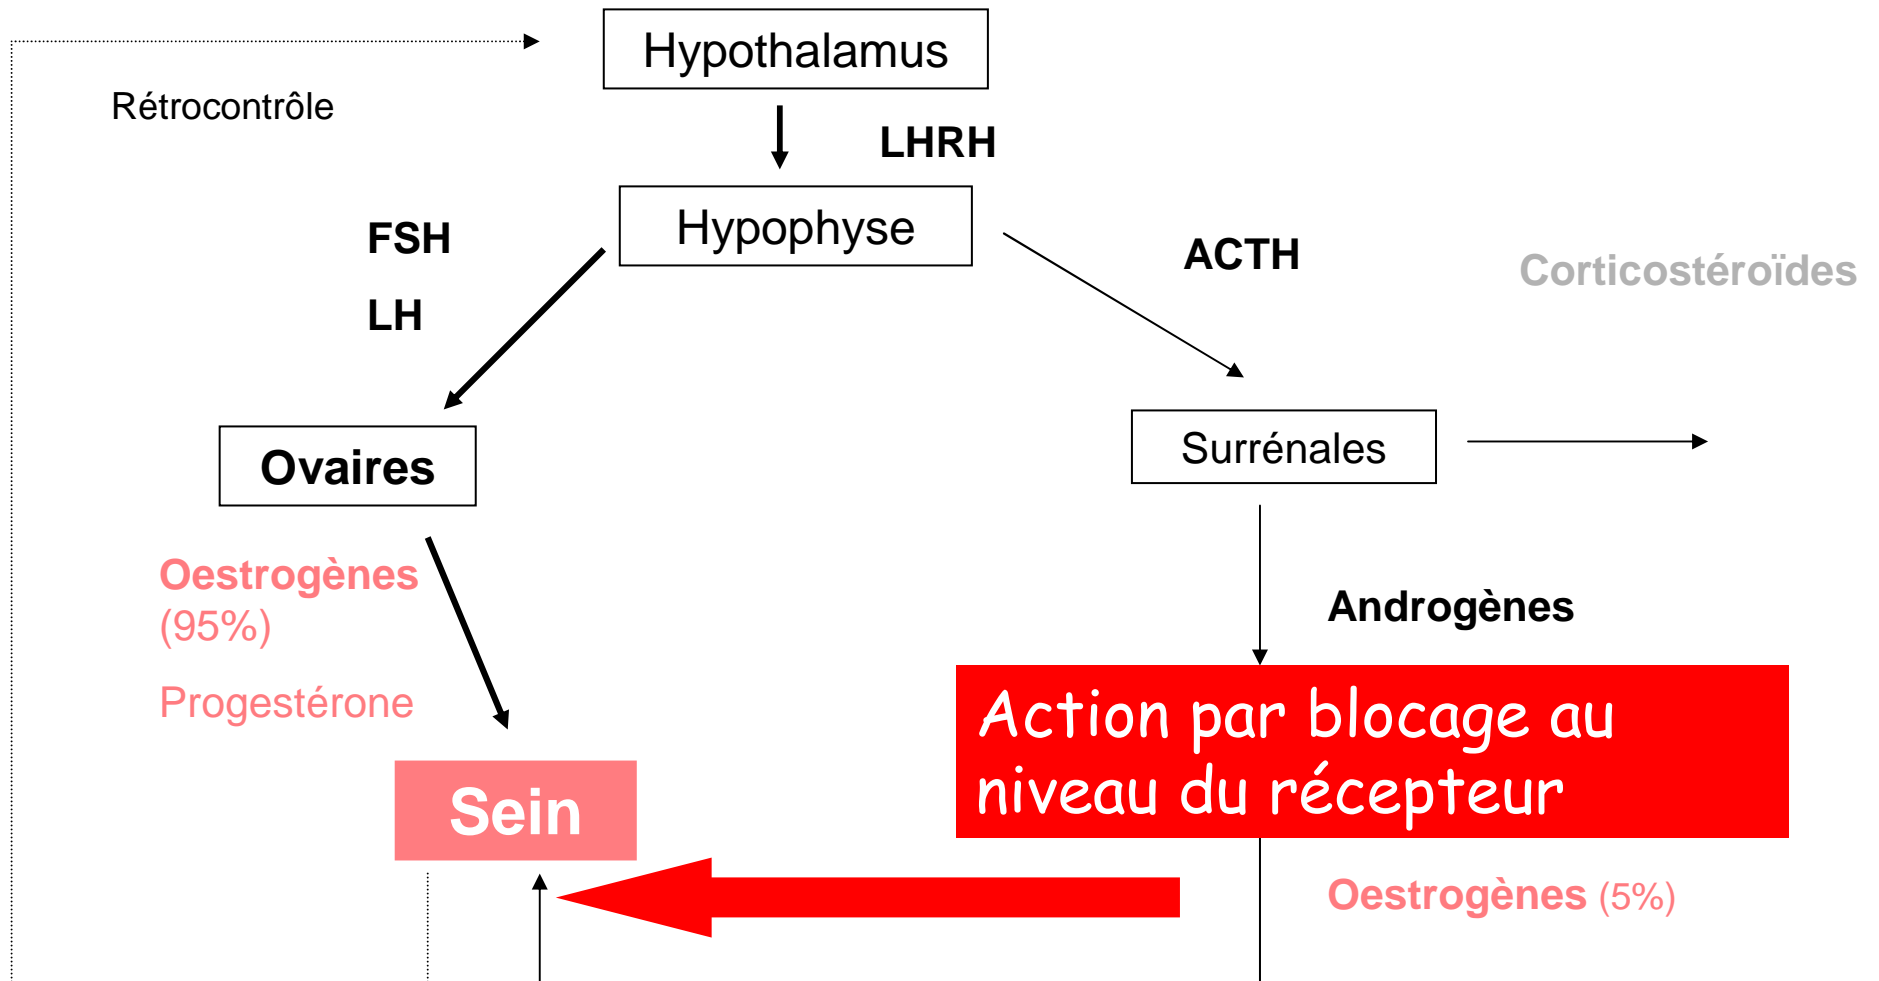 Hypothalamus
Rétrocontrôle
LHRH
Hypophyse
FSH
ACTH
Corticostéroïdes
LH
Ovaires
Surrénales
Oestrogènes
(95%)
Androgènes
Progestérone
Action par blocage au
niveau du récepteur
Sein
Oestrogènes (5%)